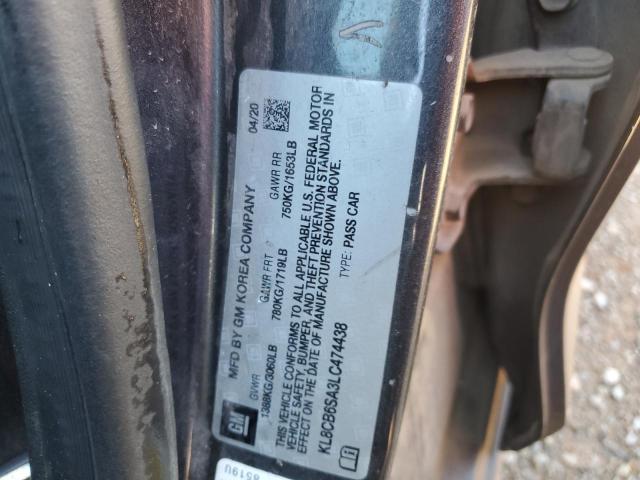 GM
MFD BY GM KOREA COMPANY 04/20
GVWR GAWR FRT GAWR RR
1388KG/3060LB 780KG/1719LB 750KG/1653LB
THIS VEHICLE CONFORMS TO ALL APPLICABLE U.S. FEDERAL MOTOR
VEHICLE SAFETY, BUMPER, AND THEFT PREVENTION STANDARDS IN
EFFECT ON THE DATE OF MANUFACTURE SHOWN ABOVE.
KL8CB6SA3LC474438 TYPE: PASS CAR
8519U